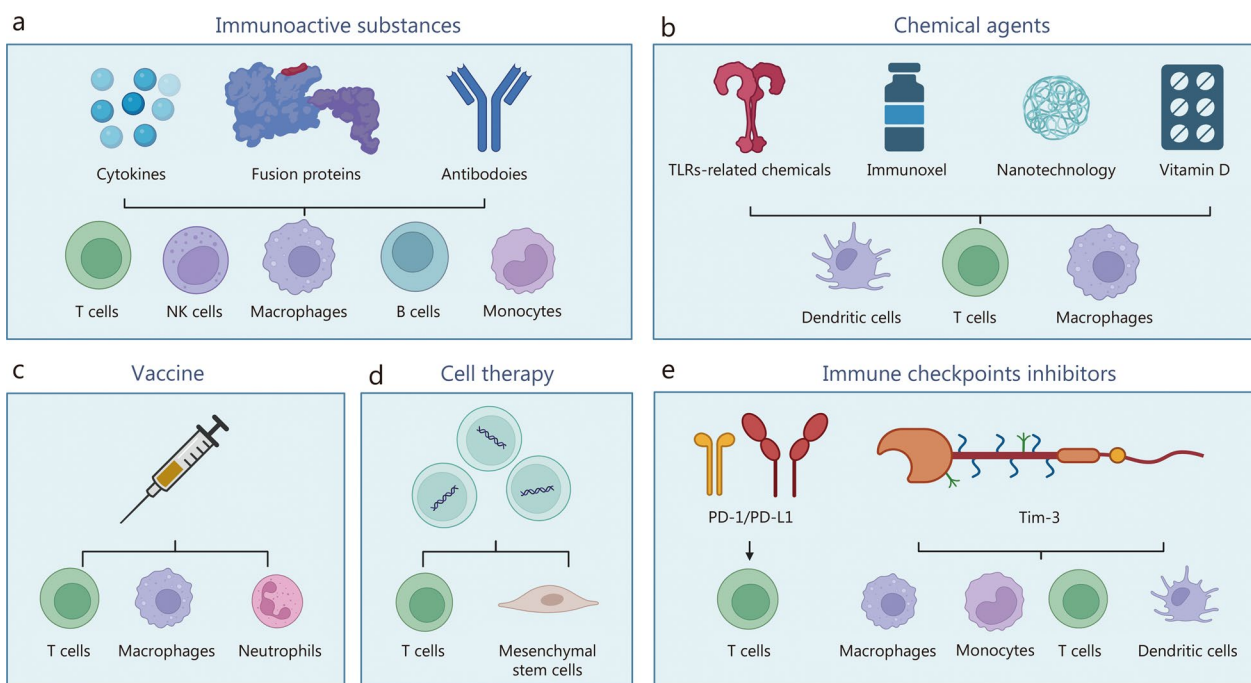 a
Immunoactive substances
Cytokines
Fusion proteins
Antibodoies
T cells
NK cells
Macrophages
B cells
Monocytes
b
Chemical agents
TLRs-related chemicals
Immunoxel
Nanotechnology
Vitamin D
Dendritic cells
T cells
Macrophages
c
Vaccine
T cells
Macrophages
Neutrophils
d
Cell therapy
T cells
Mesenchymal
stem cells
e
Immune checkpoints inhibitors
PD-1/PD-L1
Tim-3
T cells
Macrophages
Monocytes
T cells
Dendritic cells